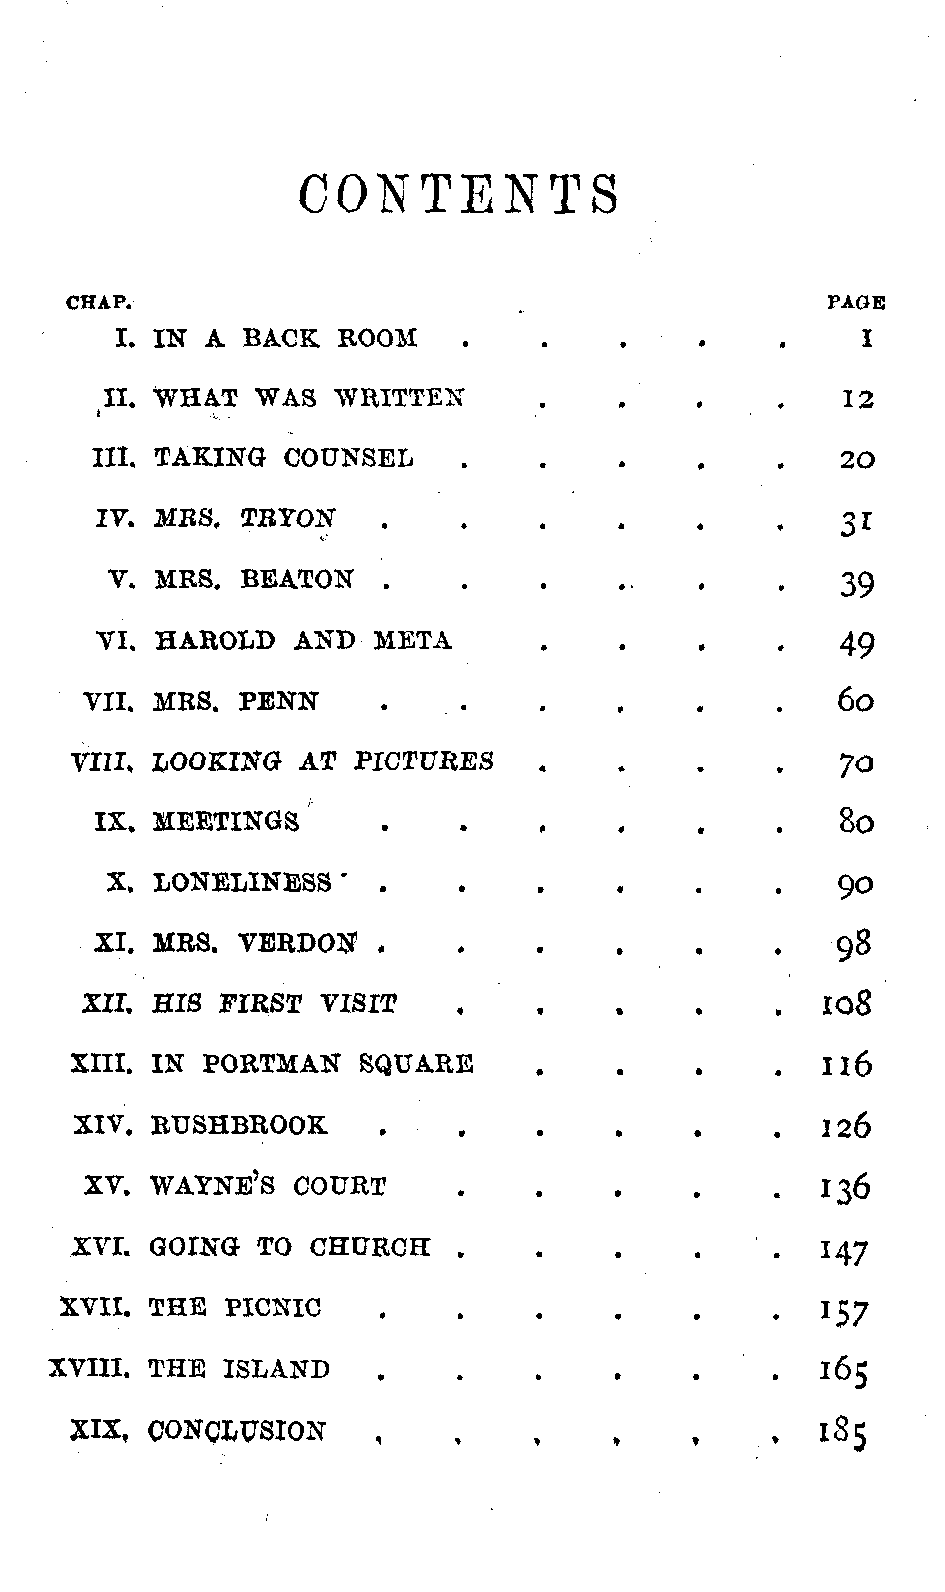 CONTENTS
CHAP. PAGE
I. IN A BACK ROOM . . . . . 1
II. WHAT WAS WRITTEN . . . . 12
III. TAKING COUNSEL . . . . . 20
IV. MRS. TRYON . . . . . . 31
V. MRS. BEATON . . . . . . 39
VI. HAROLD AND META . . . . 49
VII. MRS. PENN . . . . . . 60
VIII. LOOKING AT PICTURES . . . . 70
IX. MEETINGS . . . . . . 80
X. LONELINESS . . . . . . 90
XI. MRS. VERDON . . . . . . 98
XII. HIS FIRST VISIT . . . . . 108
XIII. IN PORTMAN SQUARE . . . . 116
XIV. RUSHBROOK . . . . . . 126
XV. WAYNE'S COURT . . . . . 136
XVI. GOING TO CHURCH . . . . . 147
XVII. THE PICNIC . . . . . . 157
XVIII. THE ISLAND . . . . . . 165
XIX. CONCLUSION . . . . . . 185